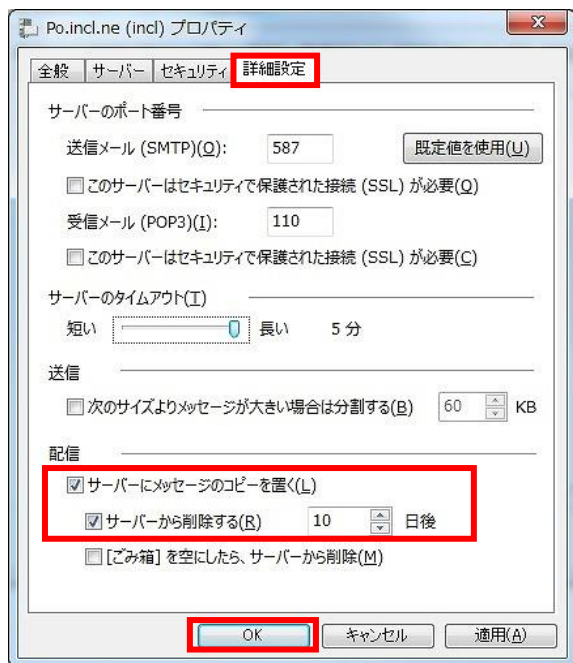 Po.incl.ne (incl) プロパティ
全般 サーバー セキュリティ 詳細設定
サーバーのポート番号
送信メール (SMTP)(O): 587 既定値を使用(U)
このサーバーはセキュリティで保護された接続 (SSL) が必要(Q)
受信メール (POP3)(I): 110
このサーバーはセキュリティで保護された接続 (SSL) が必要(C)
サーバーのタイムアウト(T)
短い 長い 5 分
送信
次のサイズよりメッセージが大きい場合は分割する(B) 60 KB
配信
サーバーにメッセージのコピーを置く(L)
サーバーから削除する(R) 10 日後
[ごみ箱] を空にしたら、サーバーから削除(M)
OK キャンセル 適用(A)